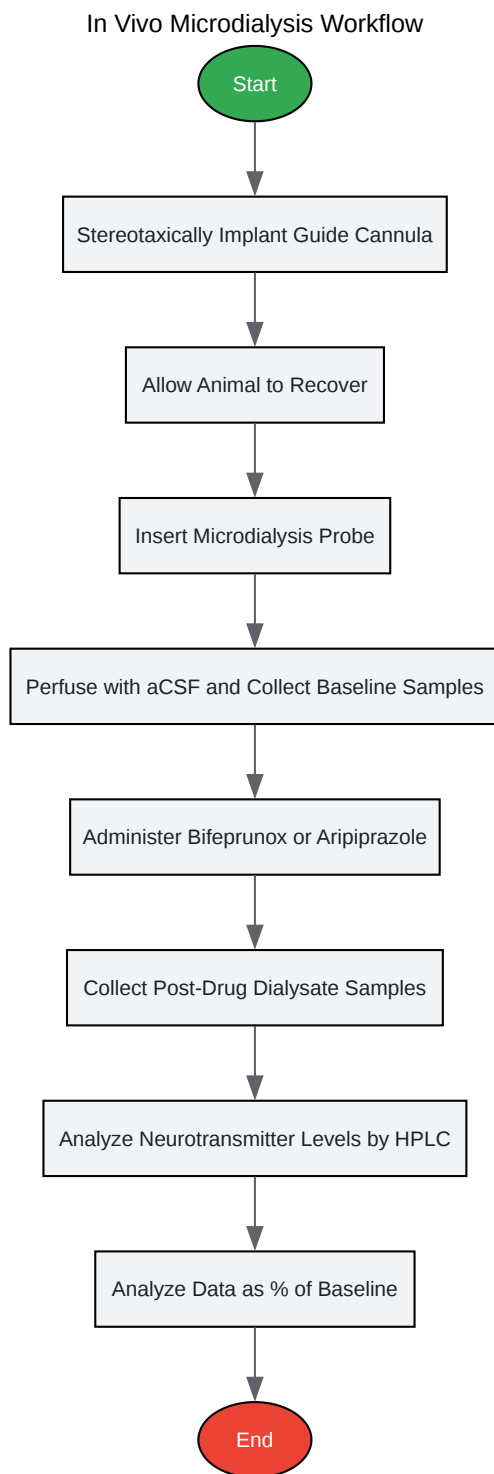 In Vivo Microdialysis Workflow
Start
Stereotaxically Implant Guide Cannula
Allow Animal to Recover
Insert Microdialysis Probe
Perfuse with aCSF and Collect Baseline Samples
Administer Bifeprunox or Aripiprazole
Collect Post-Drug Dialysate Samples
Analyze Neurotransmitter Levels by HPLC
Analyze Data as % of Baseline
End